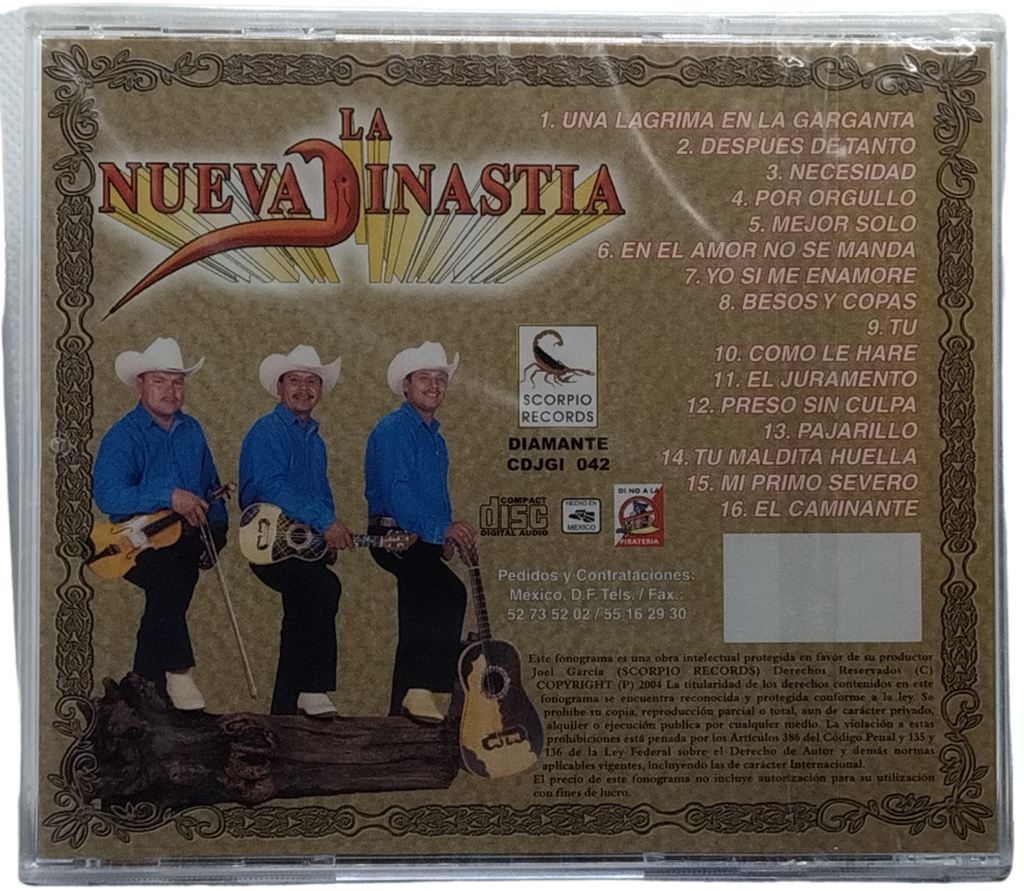 LA
NUEVA DINASTIA
1. UNA LAGRIMA EN LA GARGANTA
2. DESPUES DE TANTO
3. NECESIDAD
4. POR ORGULLO
5. MEJOR SOLO
6. EN EL AMOR NO SE MANDA
7. YO SI ME ENAMORE
8. BESOS Y COPAS
9. TU
10. COMO LE HARE
11. EL JURAMENTO
12. PRESO SIN CULPA
13. PAJARILLO
14. TU MALDITA HUELLA
15. MI PRIMO SEVERO
16. EL CAMINANTE
SCORPIO
RECORDS
DIAMANTE
CDJGI 042
COMPACT
disc
DIGITAL AUDIO
HECHO EN
MEXICO
DI NO A LA
PIRATERIA
Pedidos y Contrataciones:
México, D.F. Tels. / Fax.:
52 73 52 02 / 55 16 29 30
Este fonograma es una obra intelectual protegida en favor de su productor
Joel García (SCORPIO RECORDS) Derechos Reservados (C)
COPYRIGHT (P) 2004 La titularidad de los derechos contenidos en este
fonograma se encuentra reconocida y protegida conforme a la ley. Se
prohibe su copia, reproducción parcial o total, aun de carácter privado,
alquiler o ejecución publica por cualquier medio. La violación a estas
prohibiciones está penada por los Artículos 386 del Código Penal y 135 y
136 de la Ley Federal sobre el Derecho de Autor y demás normas
aplicables vigentes, incluyendo las de carácter Internacional.
El precio de este fonograma no incluye autorización para su utilización
con fines de lucro.